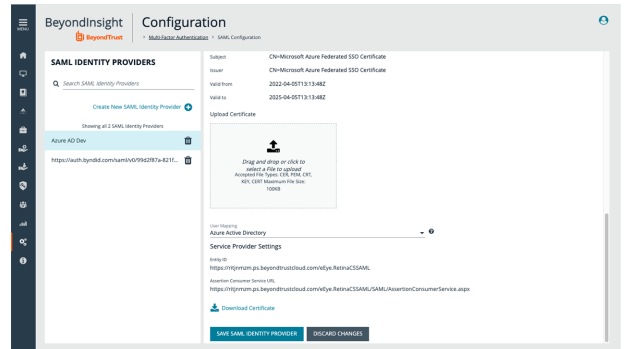 MENU
BeyondInsight
BeyondTrust
Configuration
> Multi-Factor Authentication > SAML Configuration
SAML IDENTITY PROVIDERS
Search SAML Identity Providers
Create New SAML Identity Provider
Showing all 2 SAML Identity Providers
Azure AD Dev
https://auth.byndid.com/saml/v0/99d2f87a-821f...
Subject CN=Microsoft Azure Federated SSO Certificate
Issuer CN=Microsoft Azure Federated SSO Certificate
Valid from 2022-04-05T13:13:48Z
Valid to 2025-04-05T13:13:48Z
Upload Certificate
Drag and drop or click to
select a File to upload
Accepted File Types: CER, PEM, CRT,
KEY, CERT Maximum File Size:
100KB
User Mapping
Azure Active Directory
Service Provider Settings
Entity ID
https://ritjnmzm.ps.beyondtrustcloud.com/eEye.RetinaCSSAML
Assertion Consumer Service URL
https://ritjnmzm.ps.beyondtrustcloud.com/eEye.RetinaCSSAML/SAML/AssertionConsumerService.aspx
Download Certificate
SAVE SAML IDENTITY PROVIDER
DISCARD CHANGES